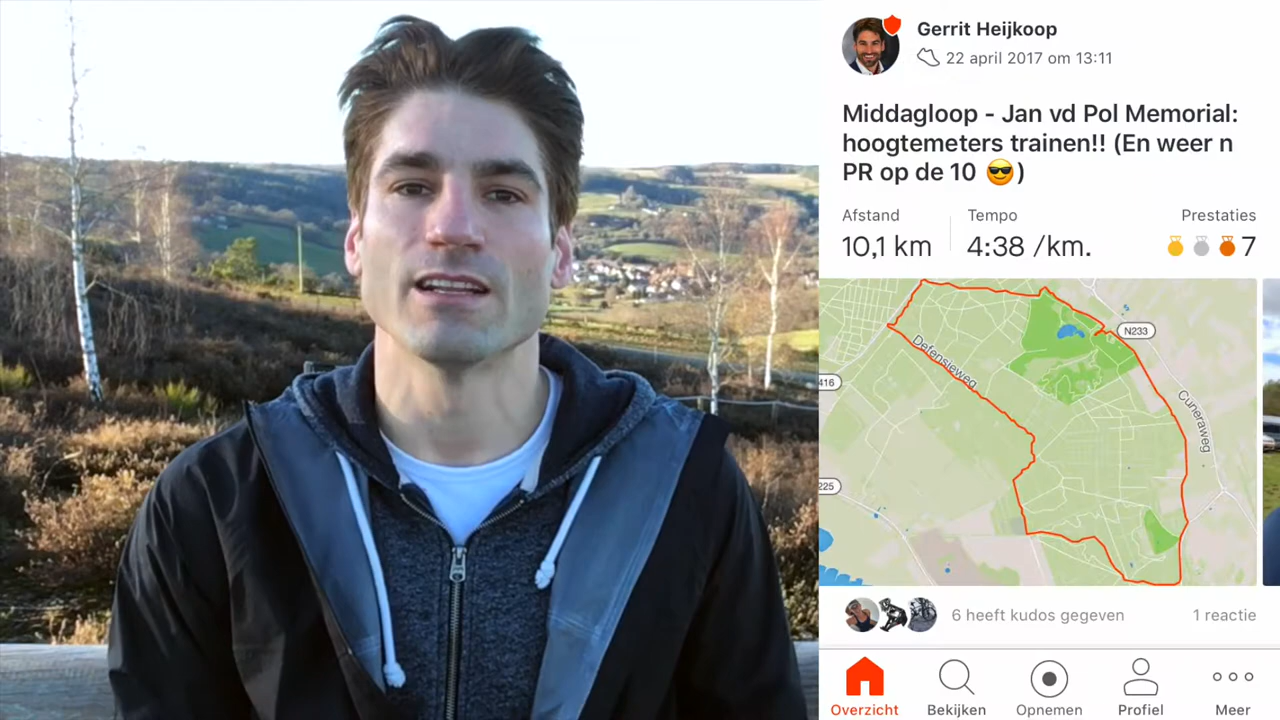 Gerrit Heijkoop
22 april 2017 om 13:11
Middagloop - Jan vd Pol Memorial:
hoogtemeters trainen!! (En weer n
PR op de 10 😎)
Afstand
Tempo
Prestaties
10,1 km
4:38 /km.
7
N233
Defensieweg
416
Cuneraweg
225
6 heeft kudos gegeven
1 reactie
Overzicht
Bekijken
Opnemen
Profiel
Meer